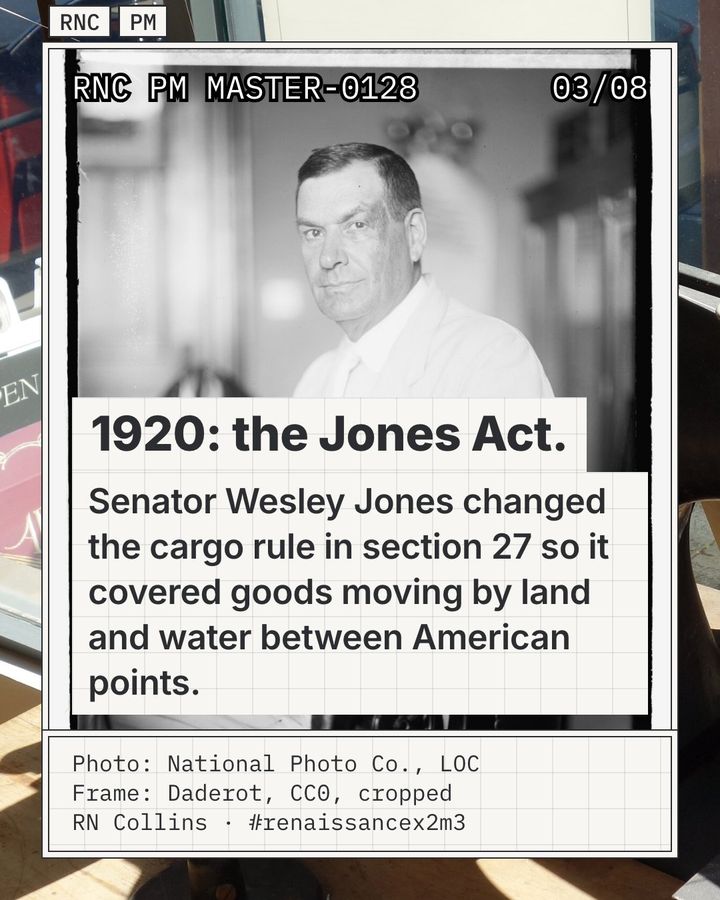 RNC PM
RNC PM MASTER-0128 03/08
1920: the Jones Act.
Senator Wesley Jones changed
the cargo rule in section 27 so it
covered goods moving by land
and water between American
points.
Photo: National Photo Co., LOC
Frame: Daderot, CC0, cropped
RN Collins · #renaissancex2m3